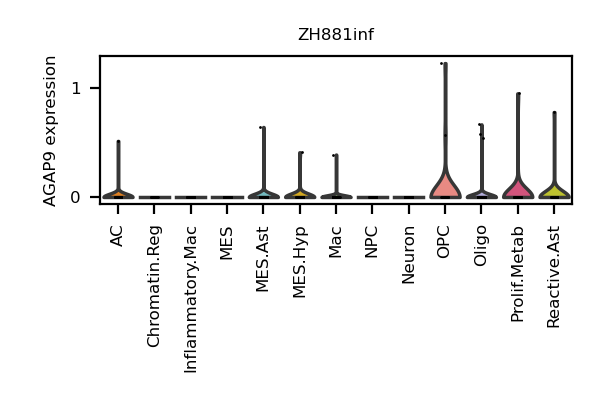 ZH881inf
AGAP9 expression
1
0
AC
Chromatin.Reg
Inflammatory.Mac
MES
MES.Ast
MES.Hyp
Mac
NPC
Neuron
OPC
Oligo
Prolif.Metab
Reactive.Ast